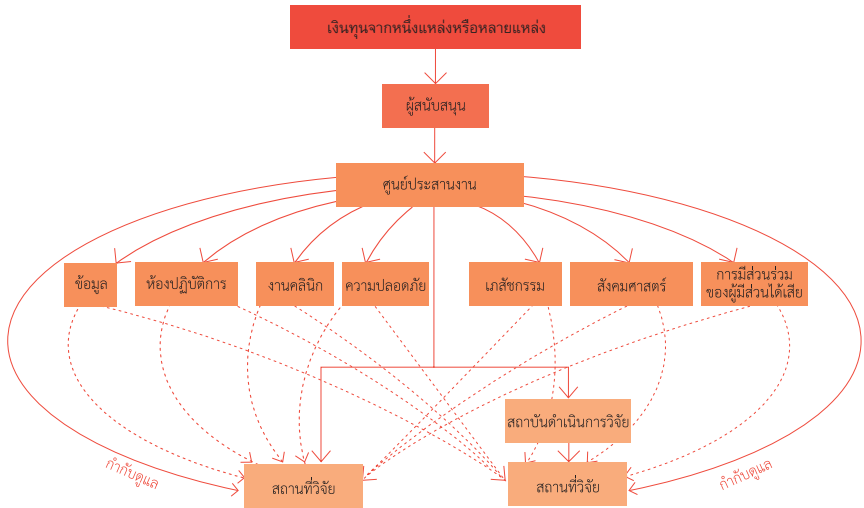 เงินทุนจากหนึ่งแหล่งหรือหลายแหล่ง
ผู้สนับสนุน
ศูนย์ประสานงาน
ข้อมูล
ห้องปฏิบัติการ
งานคลินิก
ความปลอดภัย
เภสัชกรรม
สังคมศาสตร์
การมีส่วนร่วม
ของผู้มีส่วนได้เสีย
สถาบันดำเนินการวิจัย
กำกับดูแล
สถานที่วิจัย
สถานที่วิจัย
กำกับดูแล